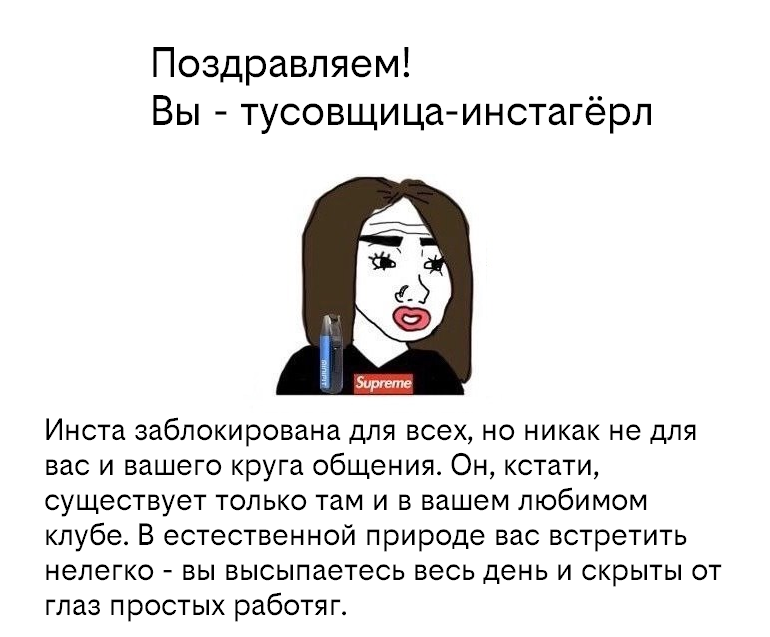 Поздравляем!
Вы - тусовщица-инстагёрл
MINIFIT
Supreme
Инста заблокирована для всех, но никак не для
вас и вашего круга общения. Он, кстати,
существует только там и в вашем любимом
клубе. В естественной природе вас встретить
нелегко - вы высыпаетесь весь день и скрыты от
глаз простых работяг.